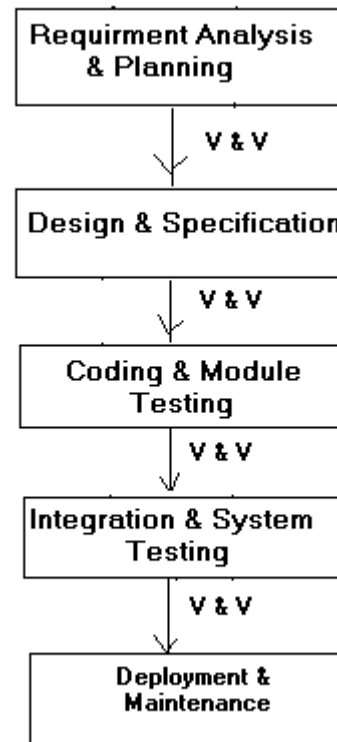 Requirment Analysis
& Planning
V & V
Design & Specification
V & V
Coding & Module
Testing
V & V
Integration & System
Testing
V & V
Deployment &
Maintenance